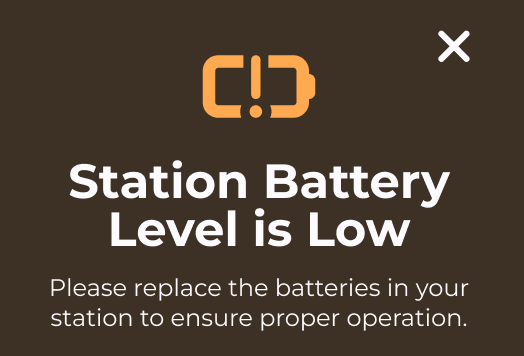 Station Battery
Level is Low
Please replace the batteries in your
station to ensure proper operation.